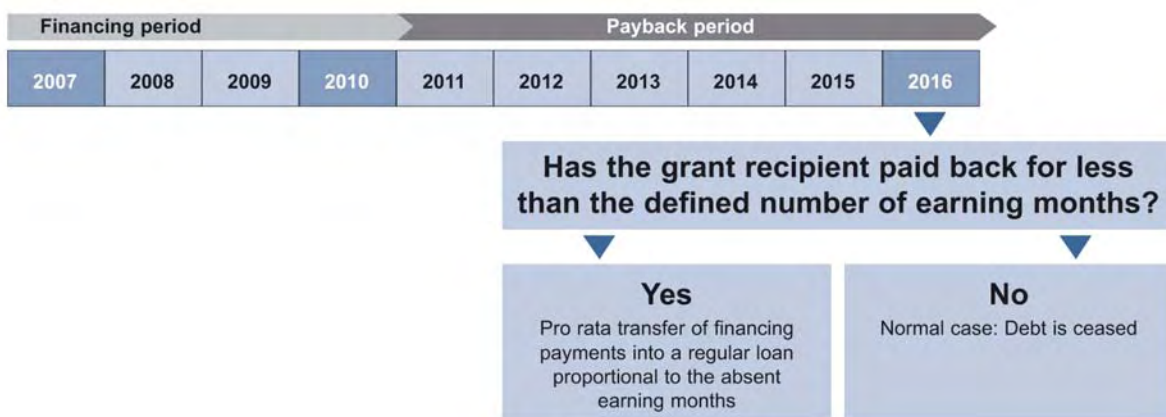 Financing period
Payback period
2007 2008 2009 2010 2011 2012 2013 2014 2015 2016
Has the grant recipient paid back for less
than the defined number of earning months?
Yes
Pro rata transfer of financing
payments into a regular loan
proportional to the absent
earning months
No
Normal case: Debt is ceased